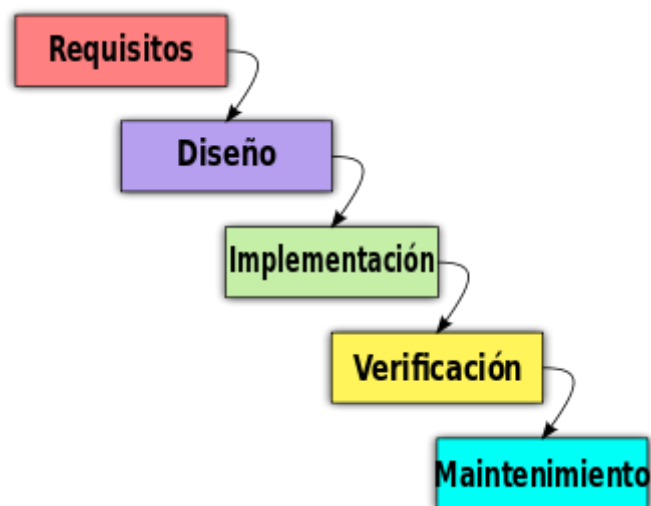 Requisitos
Diseño
Implementación
Verificación
Maintenimiento